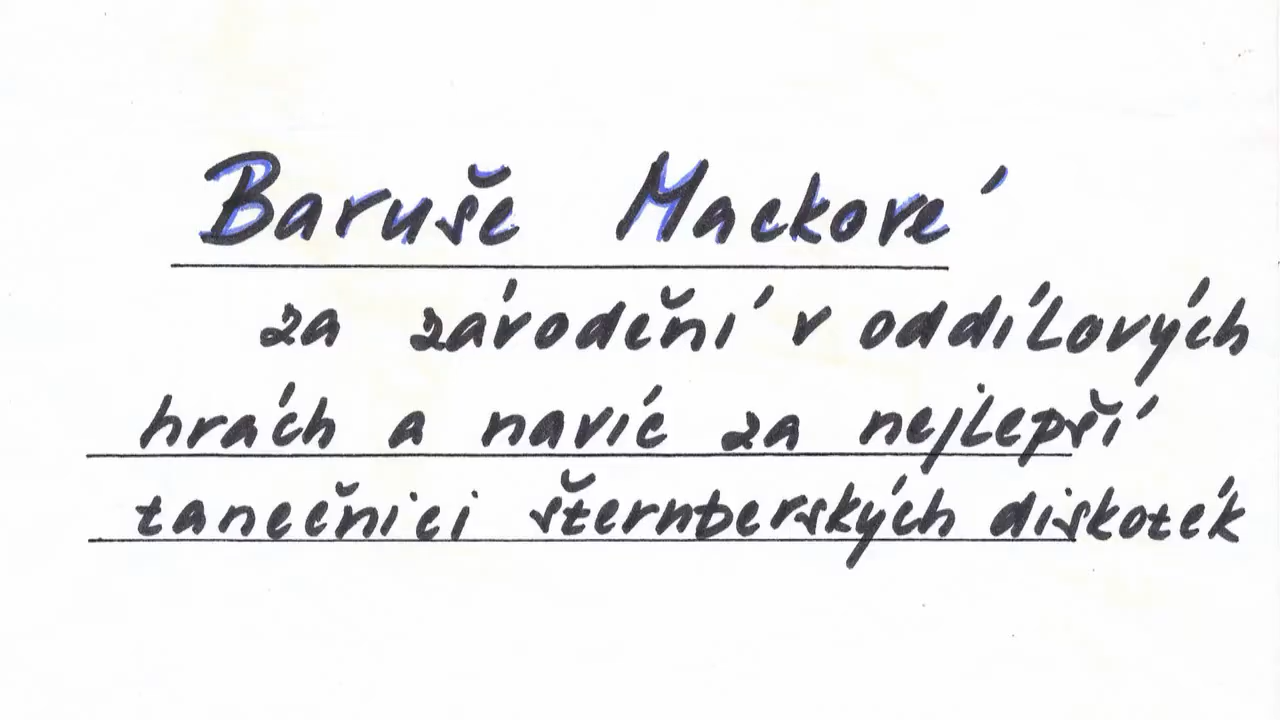 Baruše Mackové
za závodění v oddílových
hrách a navíc za nejlepší
tanečnici šternberských diskoték